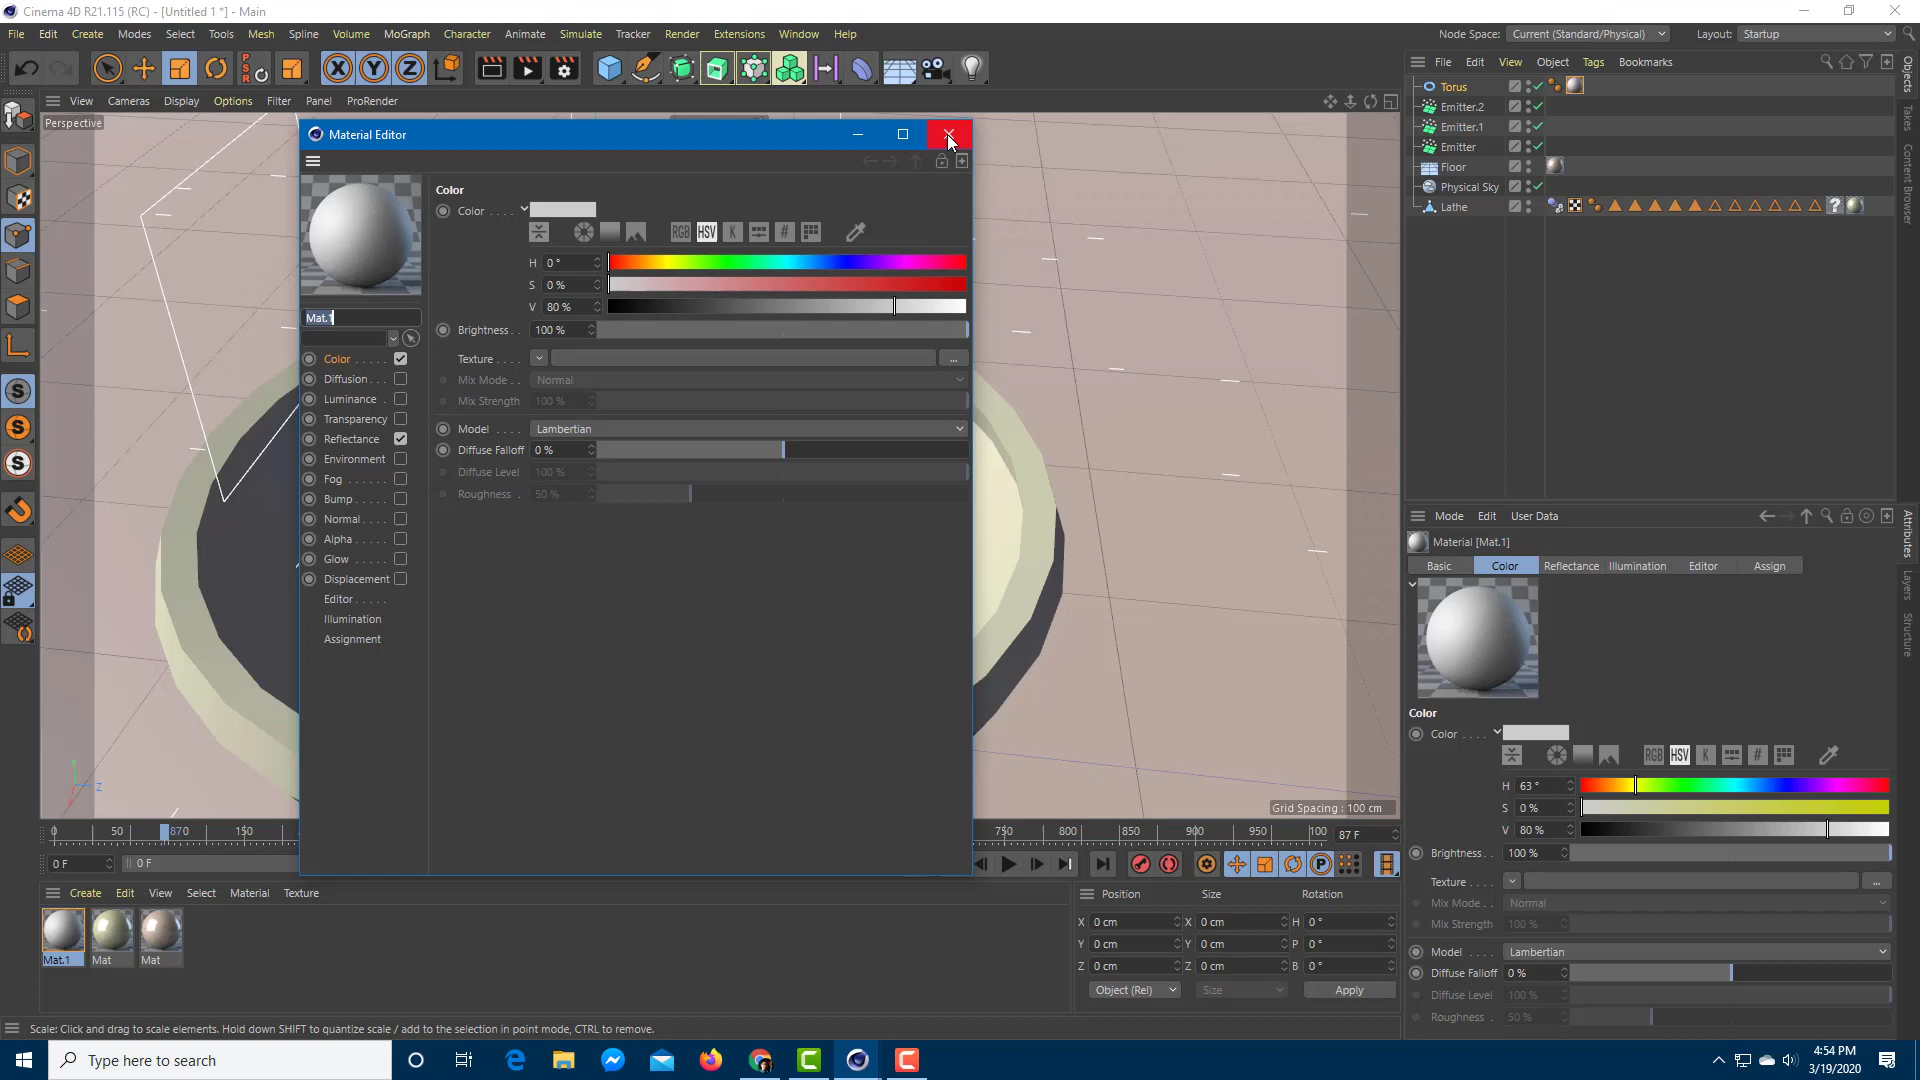 Cinema 4D R21.115 (RC) - [Untitled 1 *] - Main
File Edit Create Modes Select Tools Mesh Spline Volume MoGraph Character Animate Simulate Tracker Render Extensions Window Help
Node Space: Current (Standard/Physical) Layout: Startup
View Cameras Display Options Filter Panel ProRender
File Edit View Object Tags Bookmarks
Perspective
Material Editor
Torus
Emitter.2
Emitter.1
Emitter
Floor
Physical Sky
Lathe
Objects
Takes
Content Browser
Color
Color . . . .
RGB HSV K #
H 0 °
S 0 %
V 80 %
Brightness . . 100 %
Texture . . . . ...
Mix Mode . . Normal
Mix Strength 100 %
Model . . . . Lambertian
Diffuse Falloff 0 %
Diffuse Level 100 %
Roughness . 50 %
Mat.1
Color . . . . .
Diffusion . . .
Luminance .
Transparency
Reflectance
Environment
Fog . . . . . .
Bump . . . .
Normal . . .
Alpha . . . .
Glow . . . .
Displacement
Editor . . . . .
Illumination
Assignment
Mode Edit User Data
Material [Mat.1]
Basic Color Reflectance Illumination Editor Assign
Color
Color . . . .
RGB HSV K #
H 63 °
S 0 %
V 80 %
Brightness . . 100 %
Texture . . . . ...
Mix Mode . . Normal
Mix Strength 100 %
Model . . . . Lambertian
Diffuse Falloff 0 %
Diffuse Level 100 %
Roughness . 50 %
Attributes
Layers
Structure
Grid Spacing : 100 cm
Y
Z
X
0 50 870 150 750 800 850 900 950 100 87 F
0 F 0 F
Create Edit View Select Material Texture
Mat.1 Mat Mat
Position Size Rotation
X 0 cm X 0 cm H 0 °
Y 0 cm Y 0 cm P 0 °
Z 0 cm Z 0 cm B 0 °
Object (Rel) Size Apply
Scale: Click and drag to scale elements. Hold down SHIFT to quantize scale / add to the selection in point mode, CTRL to remove.
Type here to search
4:54 PM
3/19/2020